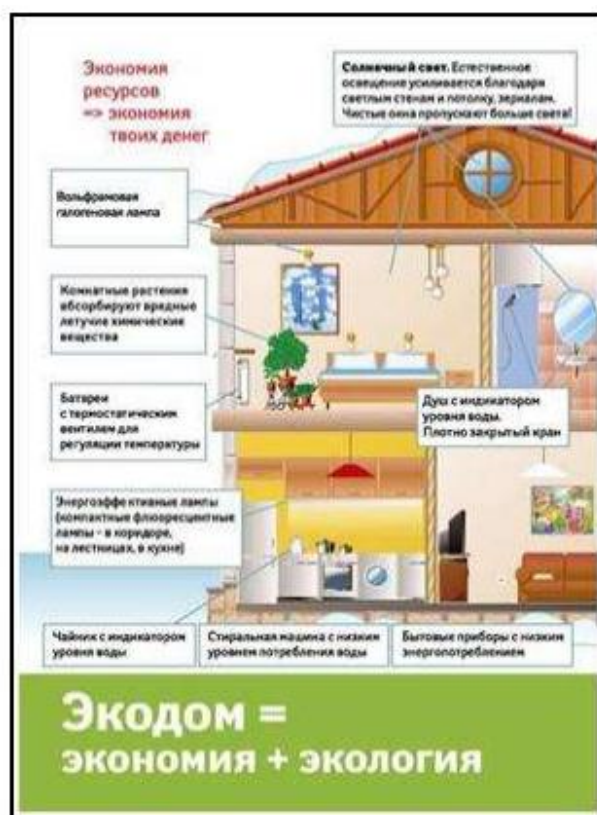 Экономия
ресурсов
=> экономия
твоих денег
Солнечный свет. Естественное
освещение усиливается благодаря
светлым стенам и потолку, зеркалам.
Чистые окна пропускают больше света!
Вольфрамовая
галогеновая лампа
Комнатные растения
абсорбируют вредные
летучие химические
вещества
Батареи
с термостатическим
вентилем для
регуляции температуры
Душ с индикатором
уровня воды.
Плотно закрытый кран
Энергоэффективные лампы
(компактные флюоресцентные
лампы - в коридоре,
на лестницах, в кухне)
Чайник с индикатором
уровня воды
Стиральная машина с низким
уровнем потребления воды
Бытовые приборы с низким
энергопотреблением
Экодом =
экономия + экология